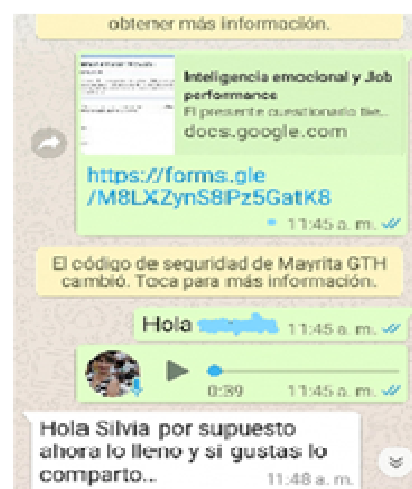 obtener más información.
Inteligencia emocional y Job
performance
El presente cuestionario tie...
docs.google.com
https://forms.gle
/M8LXZynS8iPz5GatK8
11:45 a. m.
El código de seguridad de Mayrita GTH
cambió. Toca para más información.
Hola
11:45 a. m.
0:39
11:45 a. m.
Hola Silvia por supuesto
ahora lo lleno y si gustas lo
comparto...
11:48 a. m.